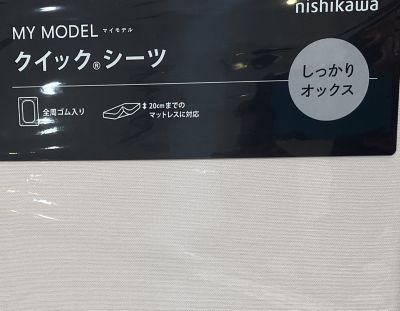 nishikawa
MY MODEL マイモデル
クイック®シーツ
しっかり
オックス
全周ゴム入り
20cmまでの
マットレスに対応